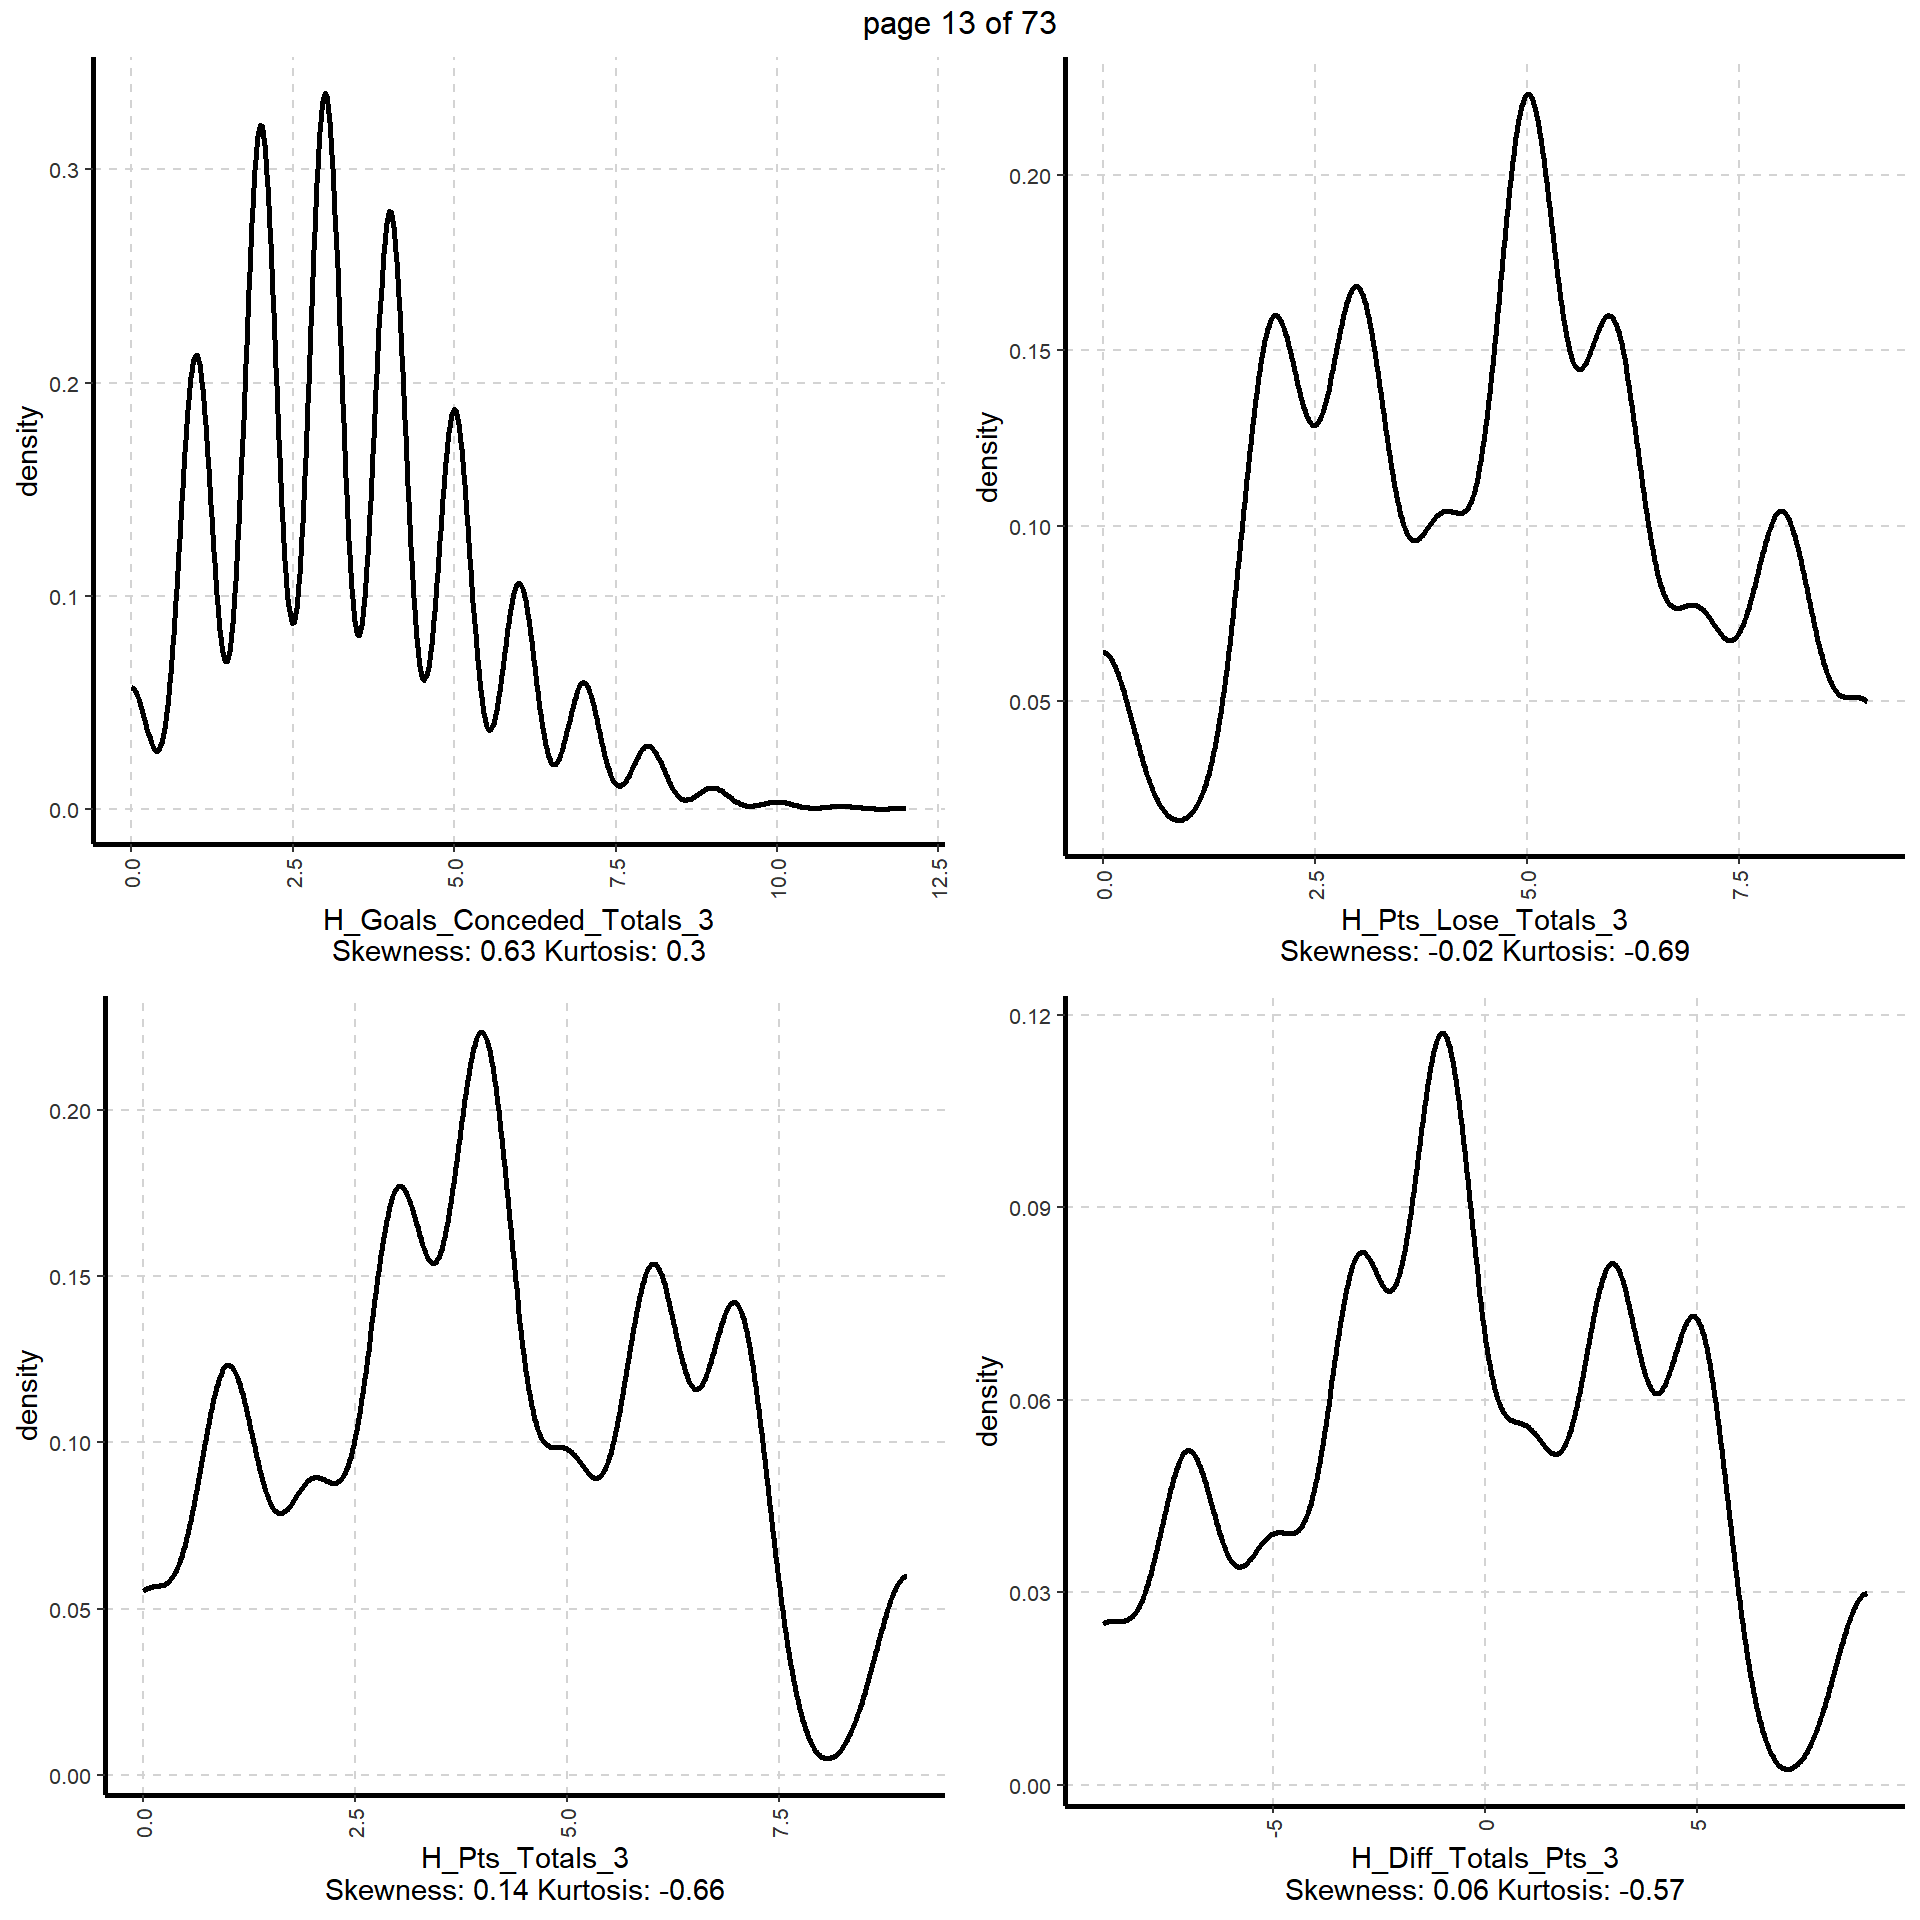 page 13 of 73
density
0.3
0.2
0.1
0.0
0.0
2.5
5.0
7.5
10.0
12.5
H_Goals_Conceded_Totals_3
Skewness: 0.63 Kurtosis: 0.3
density
0.20
0.15
0.10
0.05
0.0
2.5
5.0
7.5
H_Pts_Lose_Totals_3
Skewness: -0.02 Kurtosis: -0.69
density
0.20
0.15
0.10
0.05
0.00
0.0
2.5
5.0
7.5
H_Pts_Totals_3
Skewness: 0.14 Kurtosis: -0.66
density
0.12
0.09
0.06
0.03
0.00
-5
0
5
H_Diff_Totals_Pts_3
Skewness: 0.06 Kurtosis: -0.57